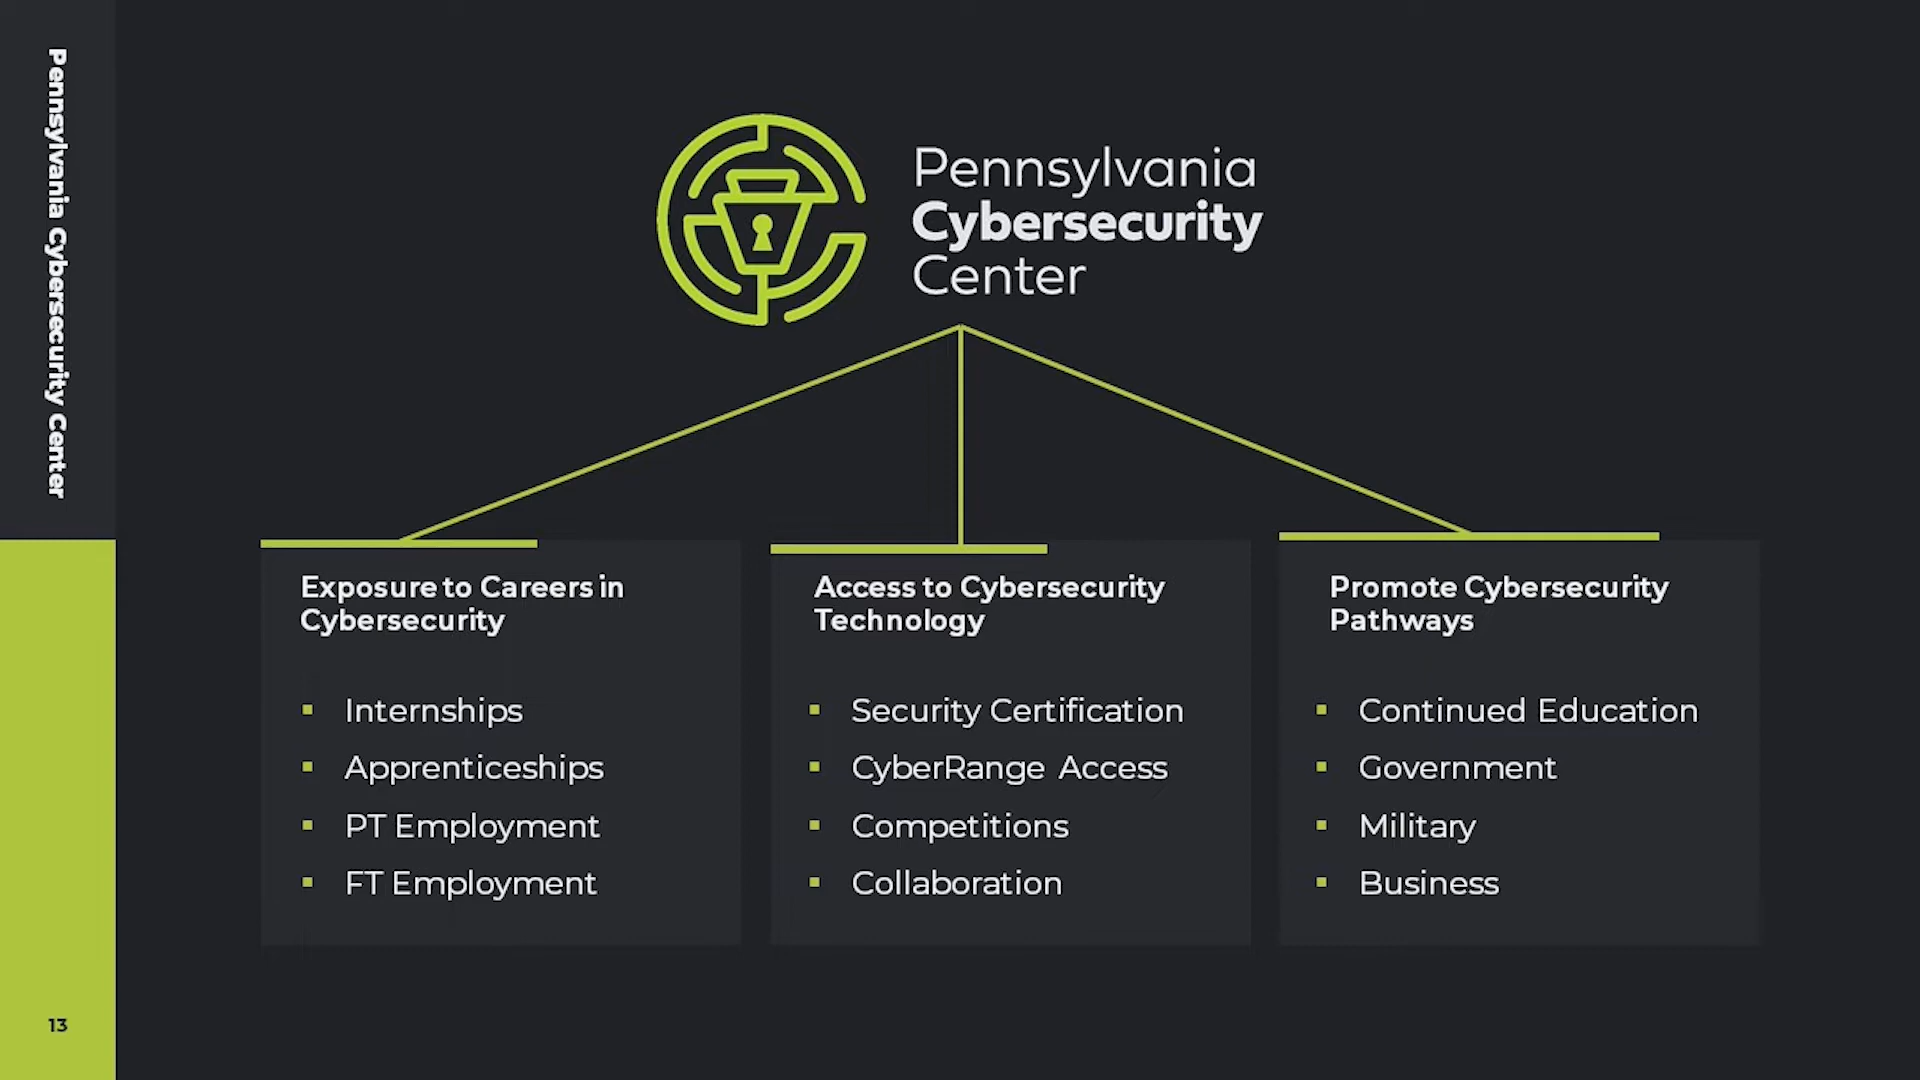 Pennsylvania Cybersecurity Center
Pennsylvania
Cybersecurity
Center
Exposure to Careers in
Cybersecurity
Internships
Apprenticeships
PT Employment
FT Employment
Access to Cybersecurity
Technology
Security Certification
CyberRange Access
Competitions
Collaboration
Promote Cybersecurity
Pathways
Continued Education
Government
Military
Business
13